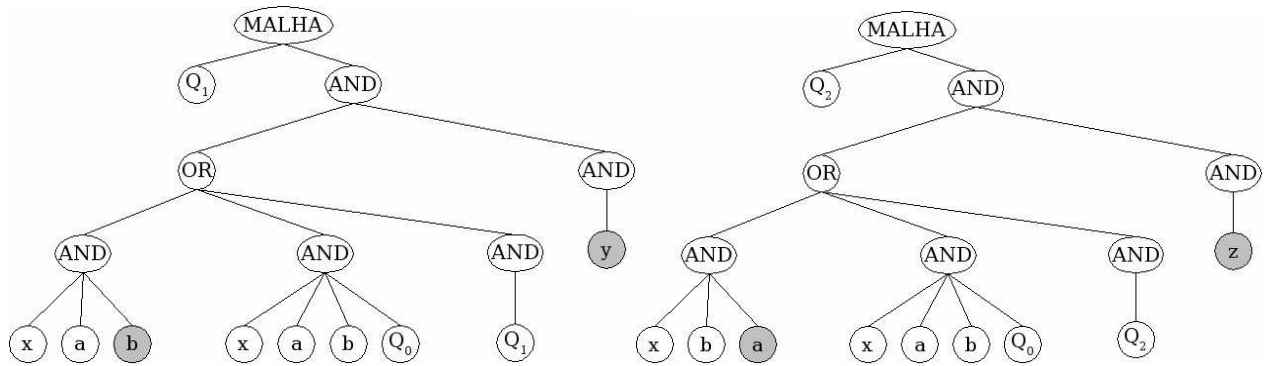 MALHA MALHA
Q1 AND Q2 AND
OR AND OR AND
AND AND AND y AND AND AND z
x a b x a b Q0 Q1 x b a x a b Q0 Q2